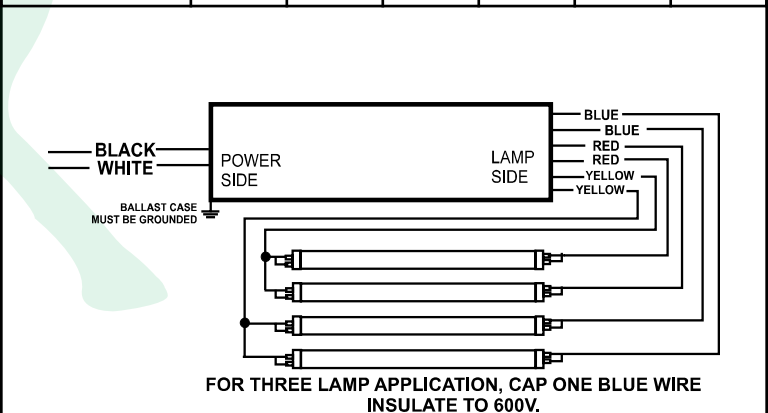 BLUE
BLUE
BLACK
RED
WHITE
POWER
SIDE
LAMP
SIDE
RED
YELLOW
YELLOW
BALLAST CASE
MUST BE GROUNDED
FOR THREE LAMP APPLICATION, CAP ONE BLUE WIRE
INSULATE TO 600V.